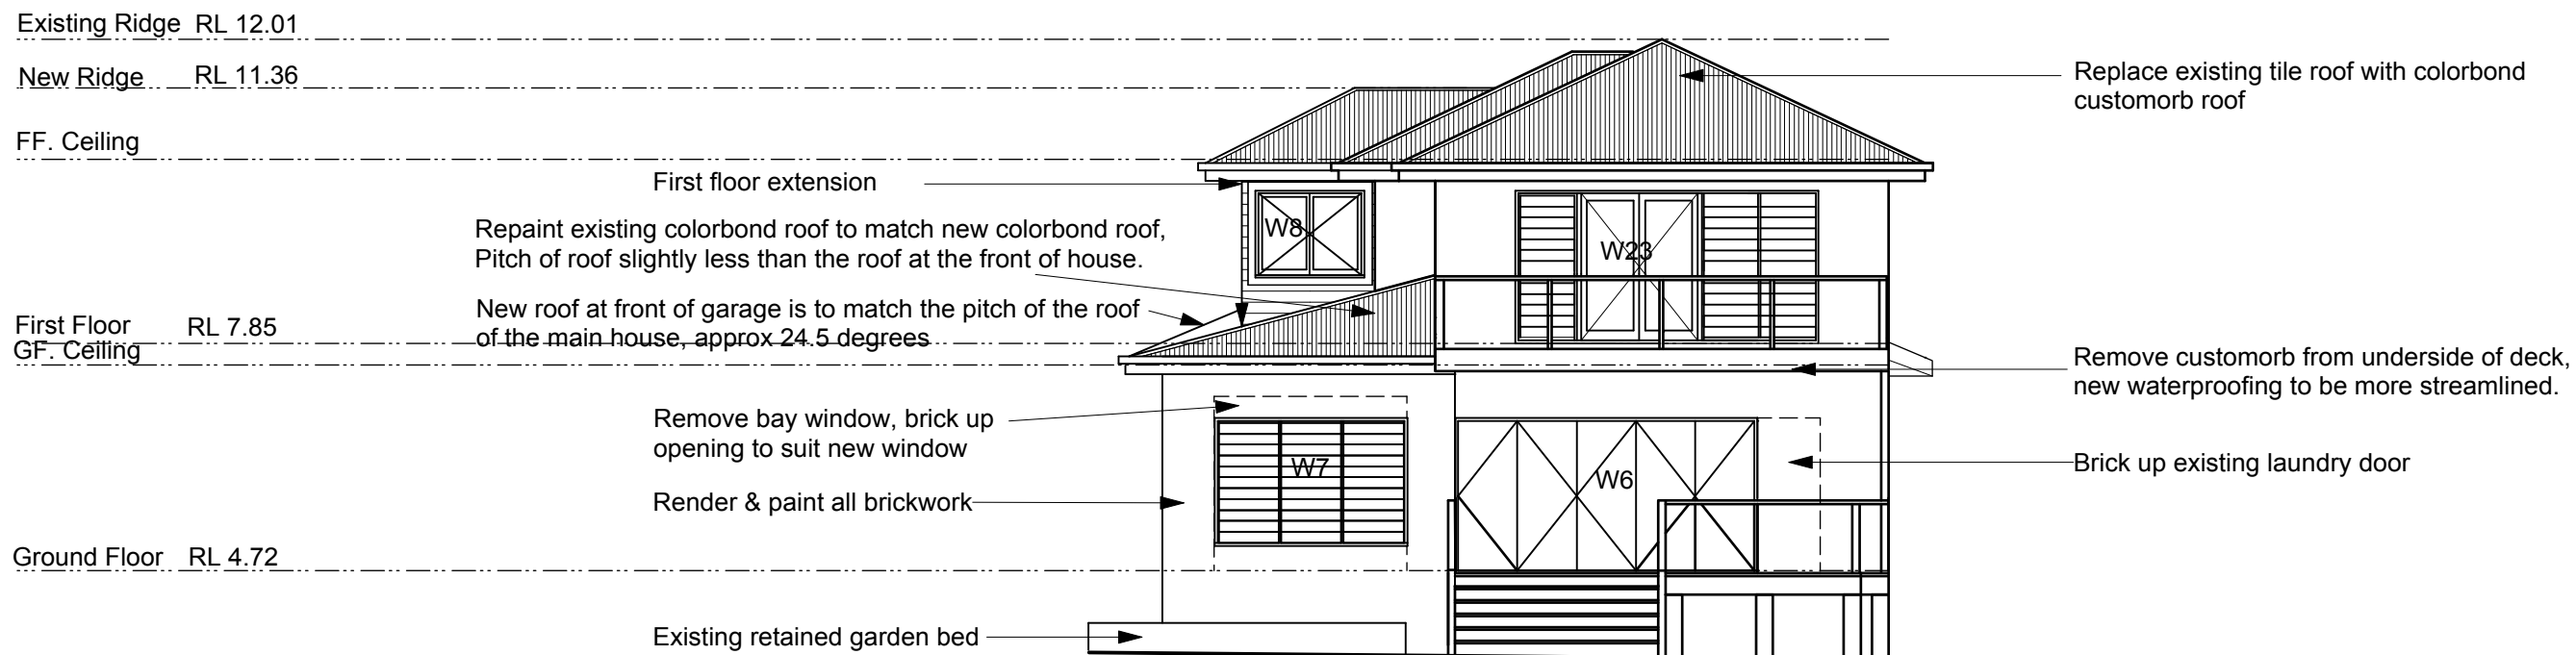 Existing Ridge RL 12.01
New Ridge RL 11.36
Replace existing tile roof with colorbond
customorb roof
FF. Ceiling
First floor extension
W8
Repaint existing colorbond roof to match new colorbond roof,
Pitch of roof slightly less than the roof at the front of house.
W23
New roof at front of garage is to match the pitch of the roof
of the main house, approx 24.5 degrees
First Floor RL 7.85
GF. Ceiling
Remove customorb from underside of deck,
new waterproofing to be more streamlined.
Remove bay window, brick up
opening to suit new window
W7
W6
Brick up existing laundry door
Render & paint all brickwork
Ground Floor RL 4.72
Existing retained garden bed